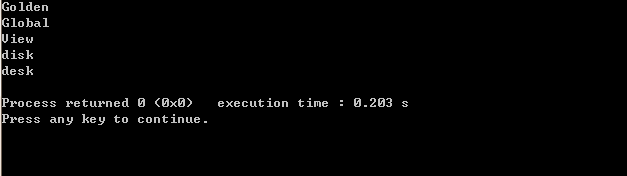 Golden
Global
View
disk
desk
Process returned 0 (0x0)   execution time : 0.203 s
Press any key to continue.